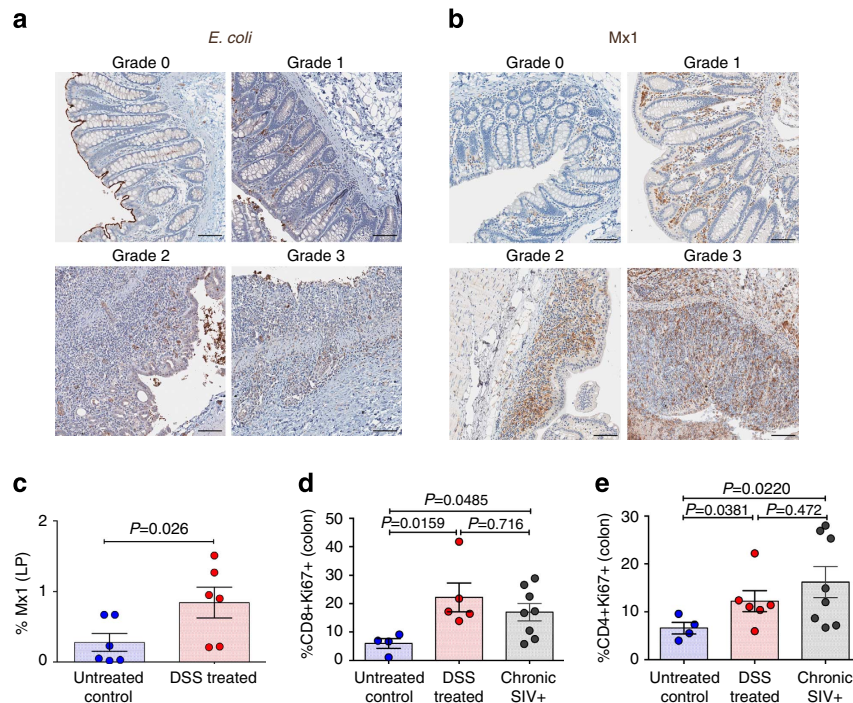 a
E. coli
Grade 0
Grade 1
Grade 2
Grade 3
b
Mx1
Grade 0
Grade 1
Grade 2
Grade 3
c
% Mx1 (LP)
2
1
0
P=0.026
Untreated
control
DSS treated
d
%CD8+Ki67+ (colon)
50
40
30
20
10
0
P=0.0485
P=0.0159
P=0.716
Untreated
control
DSS
treated
Chronic
SIV+
e
%CD4+Ki67+ (colon)
30
20
10
0
P=0.0220
P=0.0381
P=0.472
Untreated
control
DSS
treated
Chronic
SIV+